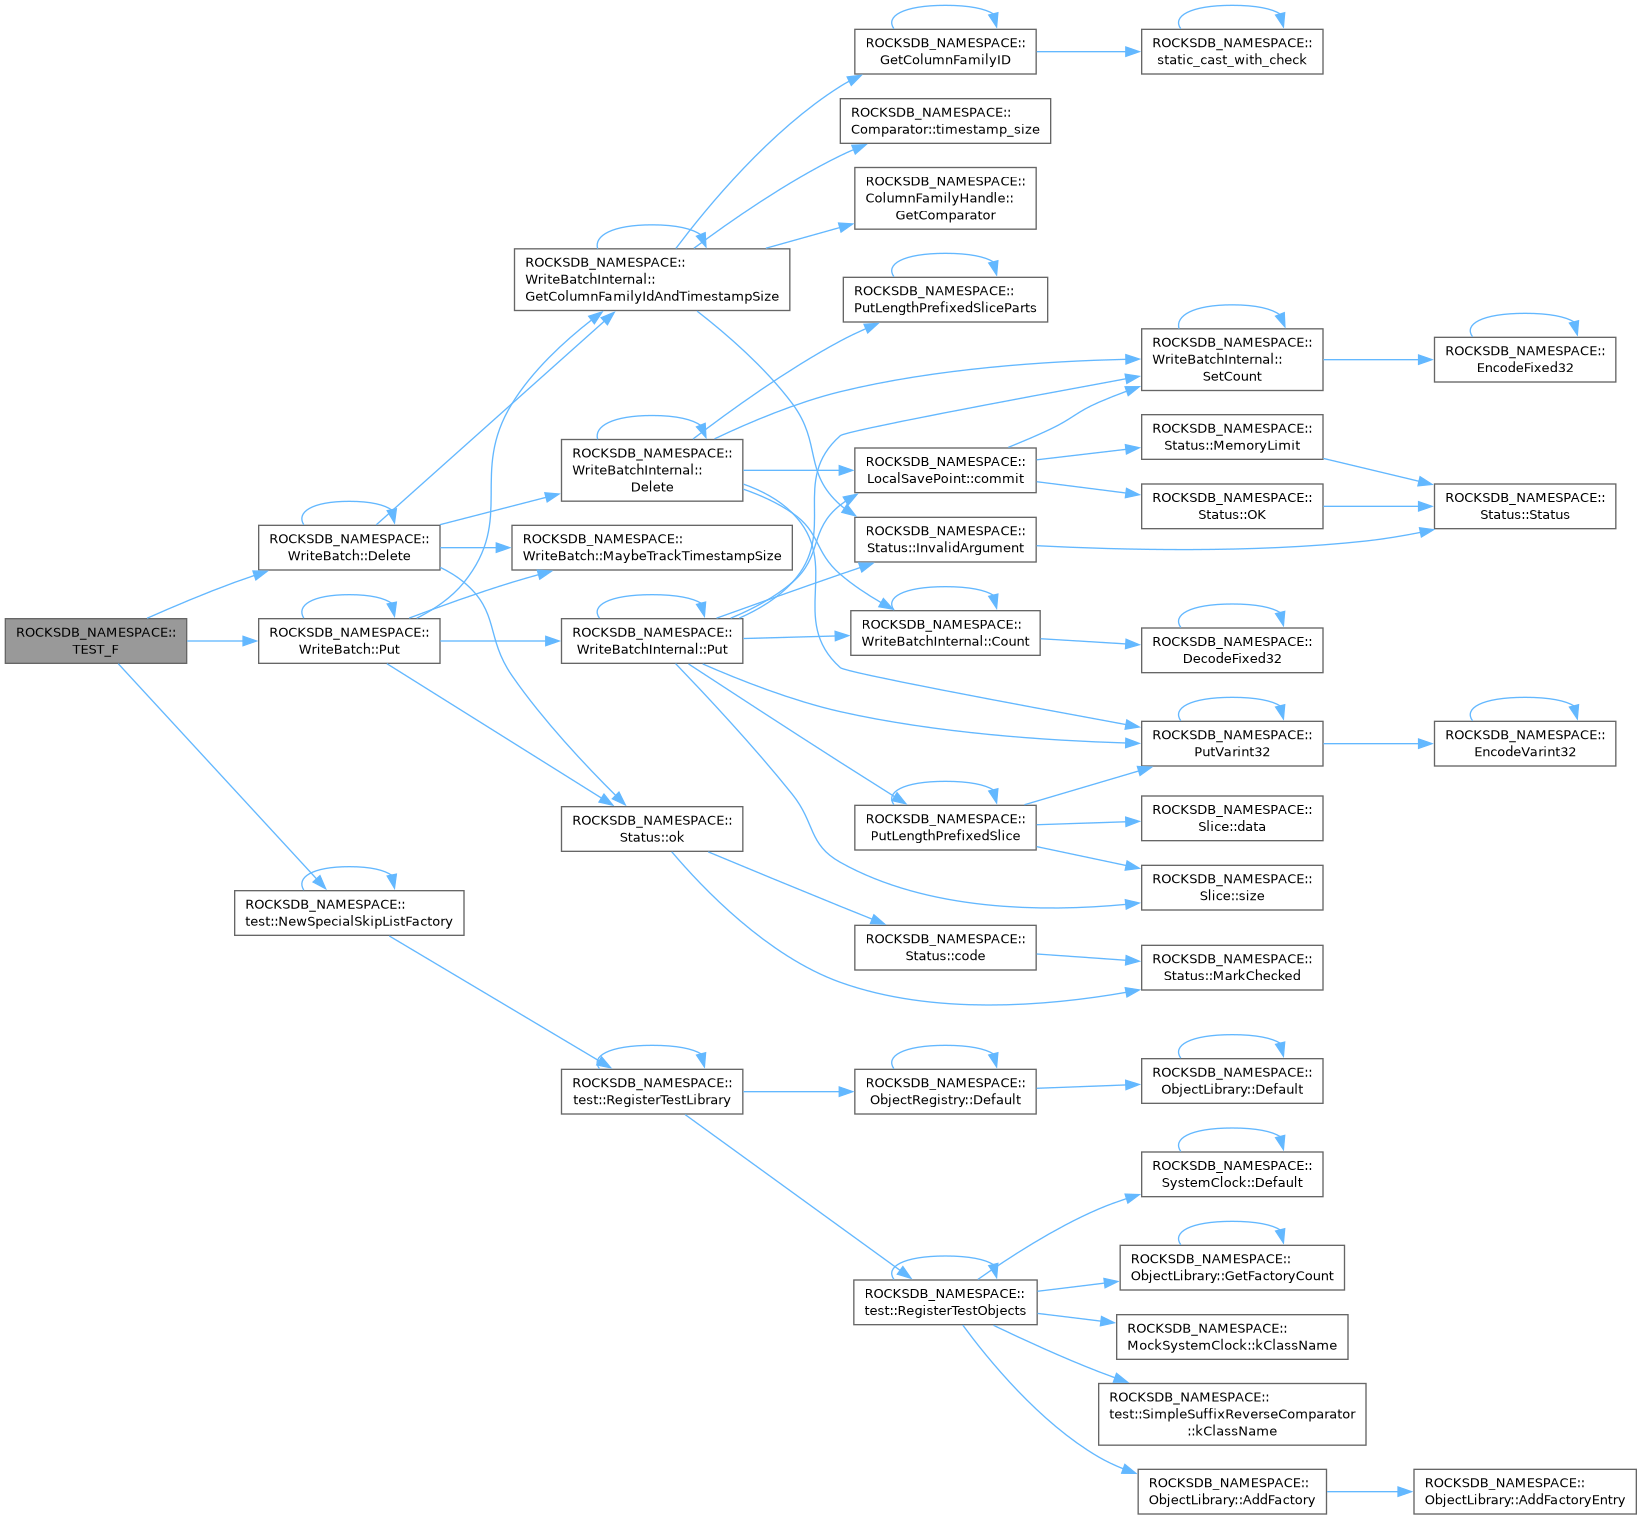 ROCKSDB_NAMESPACE::
TEST_F
ROCKSDB_NAMESPACE::
WriteBatch::Delete
ROCKSDB_NAMESPACE::
WriteBatch::Put
ROCKSDB_NAMESPACE::
test::NewSpecialSkipListFactory
ROCKSDB_NAMESPACE::
WriteBatchInternal::
GetColumnFamilyIdAndTimestampSize
ROCKSDB_NAMESPACE::
WriteBatchInternal::
Delete
ROCKSDB_NAMESPACE::
WriteBatch::MaybeTrackTimestampSize
ROCKSDB_NAMESPACE::
WriteBatchInternal::Put
ROCKSDB_NAMESPACE::
Status::ok
ROCKSDB_NAMESPACE::
test::RegisterTestLibrary
ROCKSDB_NAMESPACE::
GetColumnFamilyID
ROCKSDB_NAMESPACE::
Comparator::timestamp_size
ROCKSDB_NAMESPACE::
ColumnFamilyHandle::
GetComparator
ROCKSDB_NAMESPACE::
PutLengthPrefixedSliceParts
ROCKSDB_NAMESPACE::
LocalSavePoint::commit
ROCKSDB_NAMESPACE::
Status::InvalidArgument
ROCKSDB_NAMESPACE::
WriteBatchInternal::Count
ROCKSDB_NAMESPACE::
PutLengthPrefixedSlice
ROCKSDB_NAMESPACE::
Status::code
ROCKSDB_NAMESPACE::
ObjectRegistry::Default
ROCKSDB_NAMESPACE::
test::RegisterTestObjects
ROCKSDB_NAMESPACE::
static_cast_with_check
ROCKSDB_NAMESPACE::
WriteBatchInternal::
SetCount
ROCKSDB_NAMESPACE::
Status::MemoryLimit
ROCKSDB_NAMESPACE::
Status::OK
ROCKSDB_NAMESPACE::
DecodeFixed32
ROCKSDB_NAMESPACE::
PutVarint32
ROCKSDB_NAMESPACE::
Slice::data
ROCKSDB_NAMESPACE::
Slice::size
ROCKSDB_NAMESPACE::
Status::MarkChecked
ROCKSDB_NAMESPACE::
ObjectLibrary::Default
ROCKSDB_NAMESPACE::
SystemClock::Default
ROCKSDB_NAMESPACE::
ObjectLibrary::GetFactoryCount
ROCKSDB_NAMESPACE::
MockSystemClock::kClassName
ROCKSDB_NAMESPACE::
test::SimpleSuffixReverseComparator
::kClassName
ROCKSDB_NAMESPACE::
ObjectLibrary::AddFactory
ROCKSDB_NAMESPACE::
EncodeFixed32
ROCKSDB_NAMESPACE::
Status::Status
ROCKSDB_NAMESPACE::
EncodeVarint32
ROCKSDB_NAMESPACE::
ObjectLibrary::AddFactoryEntry